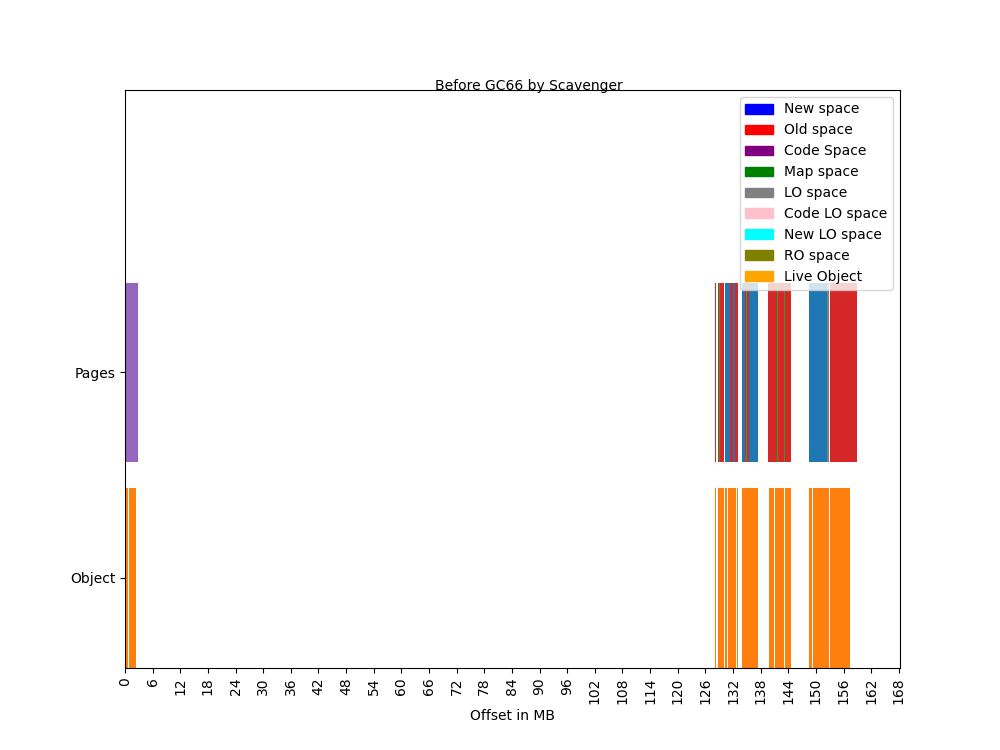 Before GC66 by Scavenger
New space
Old space
Code Space
Map space
LO space
Code LO space
New LO space
RO space
Live Object
Pages
Object
0 6 12 18 24 30 36 42 48 54 60 66 72 78 84 90 96 102 108 114 120 126 132 138 144 150 156 162 168
Offset in MB